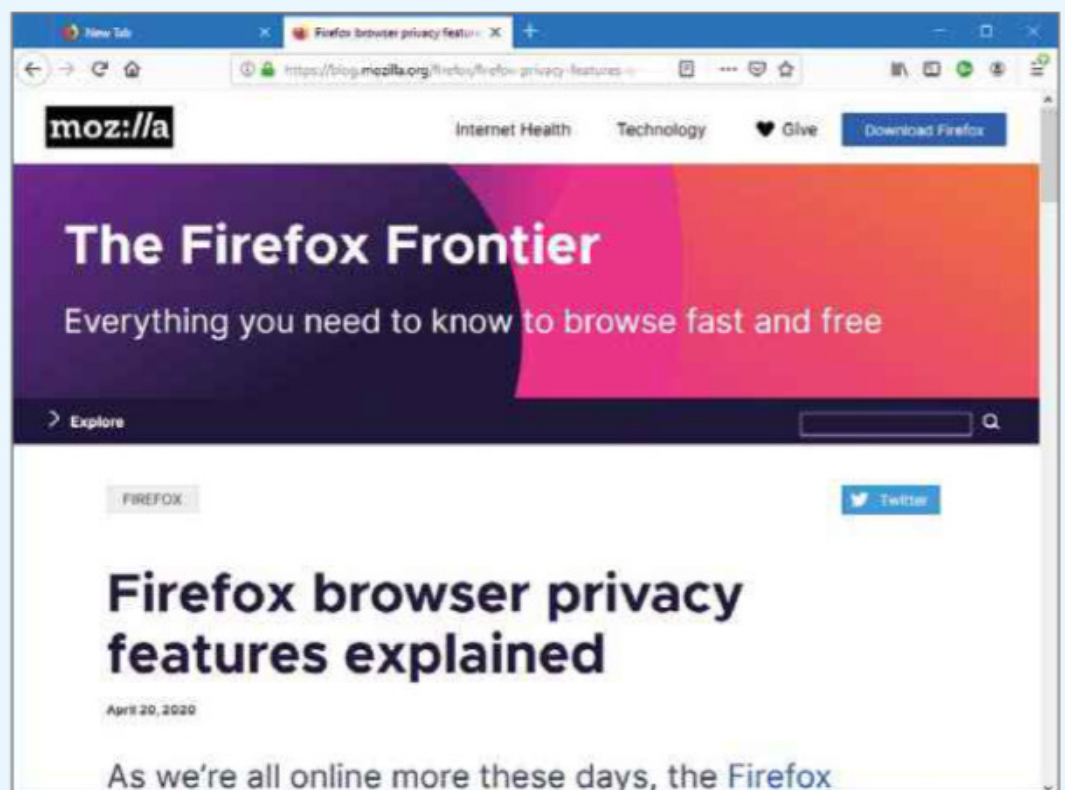 New Tab
Firefox browser privacy featur
https://blog.mozilla.org/firefox/firefox-privacy-features
moz://a
Internet Health
Technology
Give
Download Firefox
The Firefox Frontier
Everything you need to know to browse fast and free
Explore
FIREFOX
Twitter
Firefox browser privacy
features explained
April 20, 2020
As we're all online more these days, the Firefox